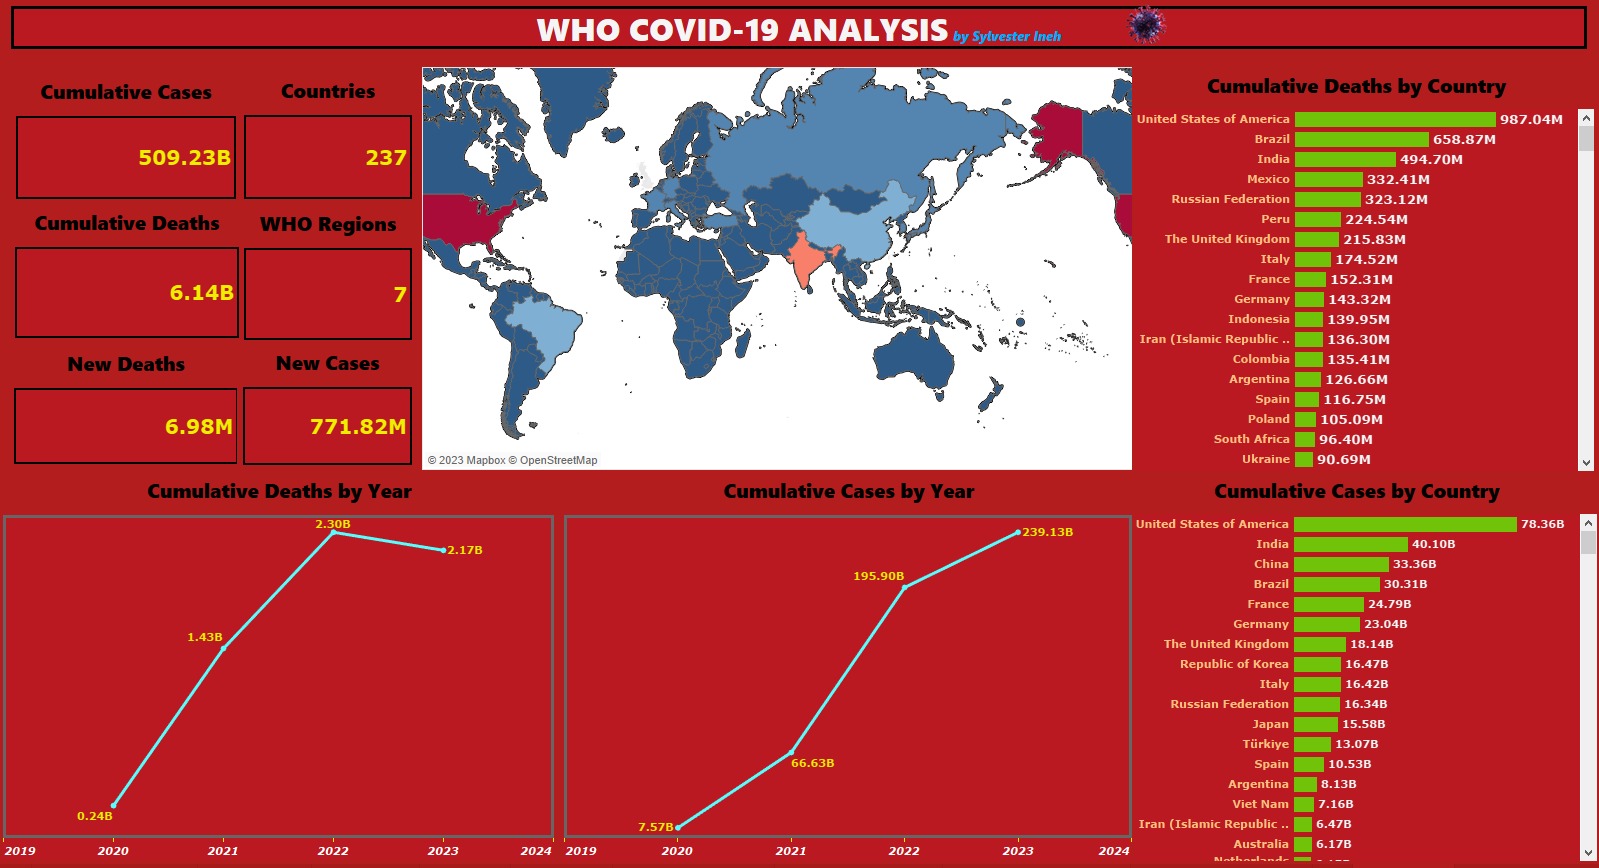 WHO COVID-19 ANALYSIS by Sylvester Ineh
Cumulative Cases
509.23B
Countries
237
Cumulative Deaths
6.14B
WHO Regions
7
New Deaths
6.98M
New Cases
771.82M
© 2023 Mapbox © OpenStreetMap
Cumulative Deaths by Country
United States of America 987.04M
Brazil 658.87M
India 494.70M
Mexico 332.41M
Russian Federation 323.12M
Peru 224.54M
The United Kingdom 215.83M
Italy 174.52M
France 152.31M
Germany 143.32M
Indonesia 139.95M
Iran (Islamic Republic .. 136.30M
Colombia 135.41M
Argentina 126.66M
Spain 116.75M
Poland 105.09M
South Africa 96.40M
Ukraine 90.69M
Cumulative Deaths by Year
2.30B
2.17B
1.43B
0.24B
2019 2020 2021 2022 2023 2024
Cumulative Cases by Year
239.13B
195.90B
66.63B
7.57B
2019 2020 2021 2022 2023 2024
Cumulative Cases by Country
United States of America 78.36B
India 40.10B
China 33.36B
Brazil 30.31B
France 24.79B
Germany 23.04B
The United Kingdom 18.14B
Republic of Korea 16.47B
Italy 16.42B
Russian Federation 16.34B
Japan 15.58B
Türkiye 13.07B
Spain 10.53B
Argentina 8.13B
Viet Nam 7.16B
Iran (Islamic Republic .. 6.47B
Australia 6.17B
Netherlands